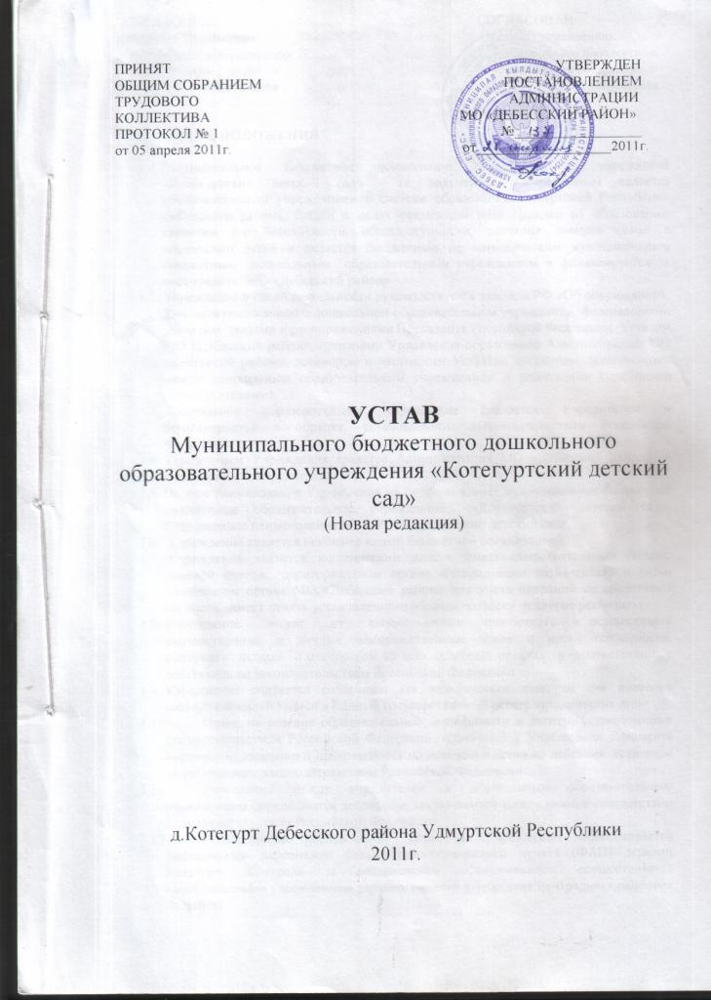 ПРИНЯТ
ОБЩИМ СОБРАНИЕМ
ТРУДОВОГО
КОЛЛЕКТИВА
ПРОТОКОЛ № 1
от 05 апреля 2011г.
УТВЕРЖДЕН
ПОСТАНОВЛЕНИЕМ
АДМИНИСТРАЦИИ
МО «ДЕБЕССКИЙ РАЙОН»
№
от 2011г.
УСТАВ
Муниципального бюджетного дошкольного
образовательного учреждения «Котегуртский детский
сад»
(Новая редакция)
д.Котегурт Дебесского района Удмуртской Республики
2011г.